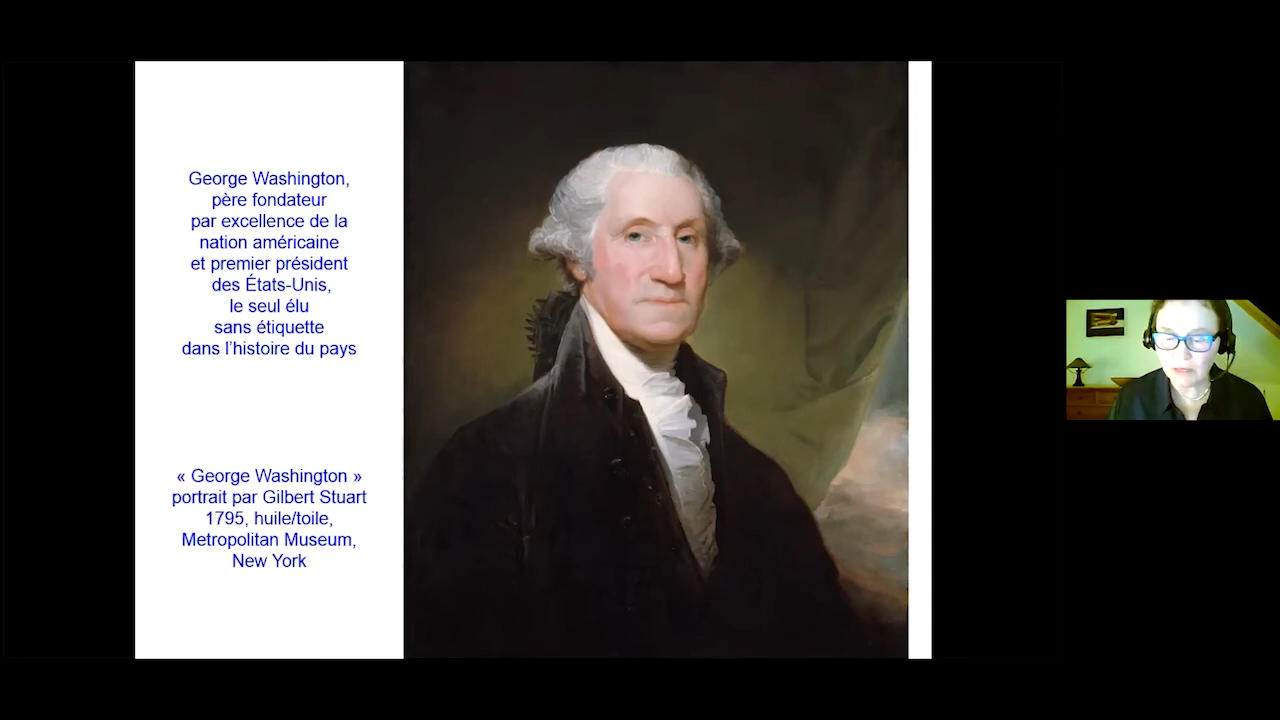 George Washington,
père fondateur
par excellence de la
nation américaine
et premier président
des États-Unis,
le seul élu
sans étiquette
dans l'histoire du pays
« George Washington »
portrait par Gilbert Stuart
1795, huile/toile,
Metropolitan Museum,
New York